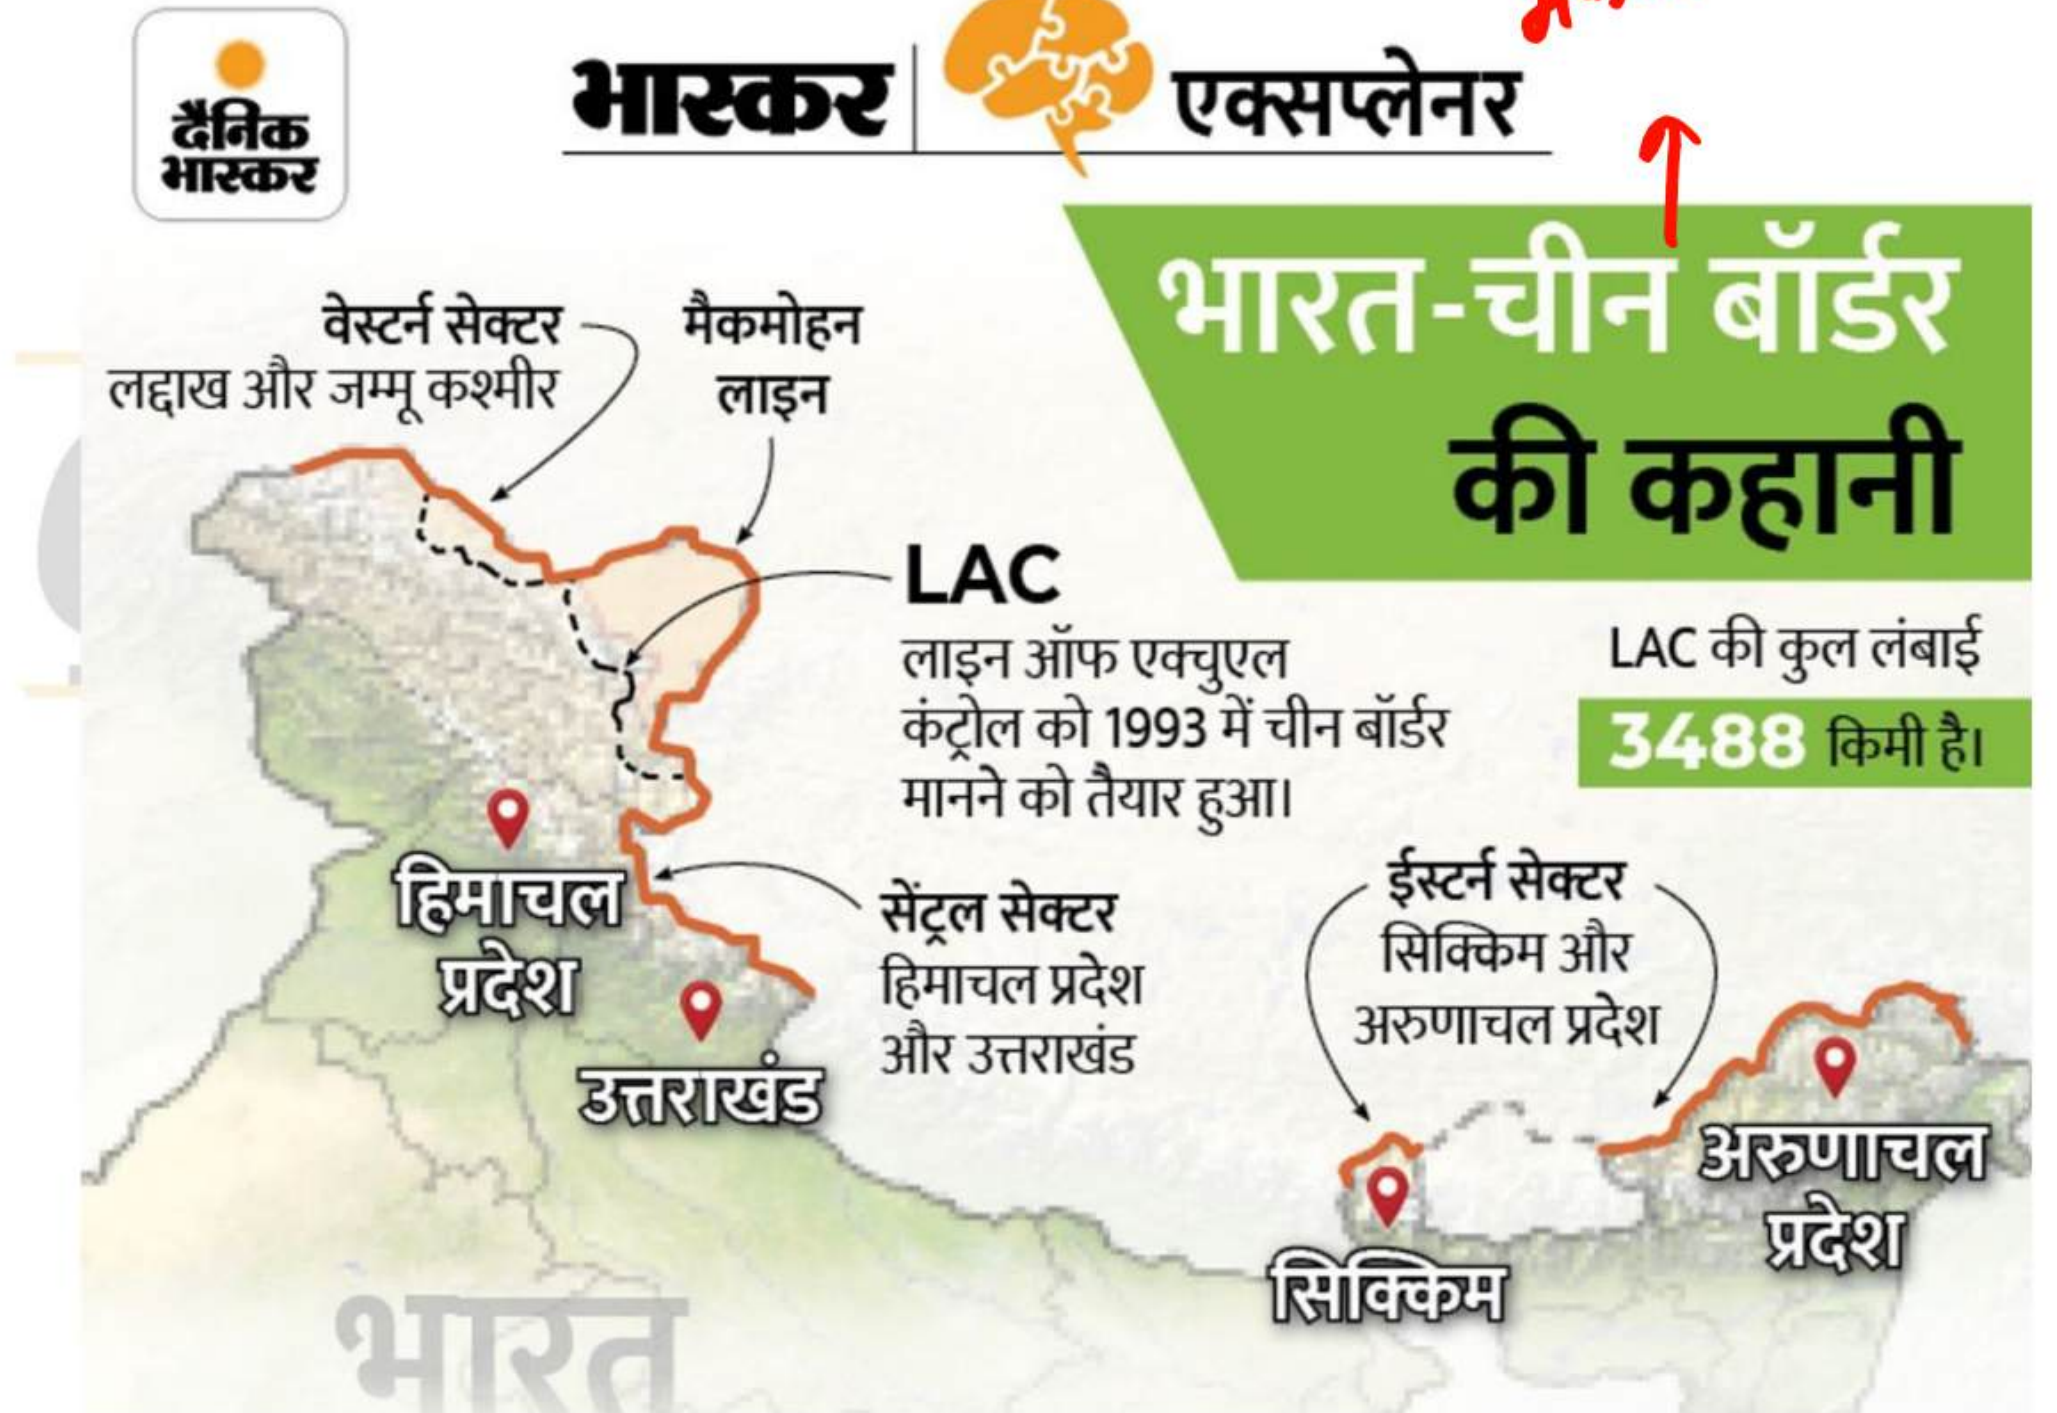 दैनिक
भास्कर
भास्कर
एक्सप्लेनर
भारत-चीन बॉर्डर
की कहानी
वेस्टर्न सेक्टर
लद्दाख और जम्मू कश्मीर
मैकमोहन
लाइन
LAC
लाइन ऑफ एक्चुएल
कंट्रोल को 1993 में चीन बॉर्डर
मानने को तैयार हुआ।
LAC की कुल लंबाई
3488 किमी है।
हिमाचल
प्रदेश
सेंट्रल सेक्टर
हिमाचल प्रदेश
और उत्तराखंड
उत्तराखंड
ईस्टर्न सेक्टर
सिक्किम और
अरुणाचल प्रदेश
अरुणाचल
प्रदेश
सिक्किम
भारत